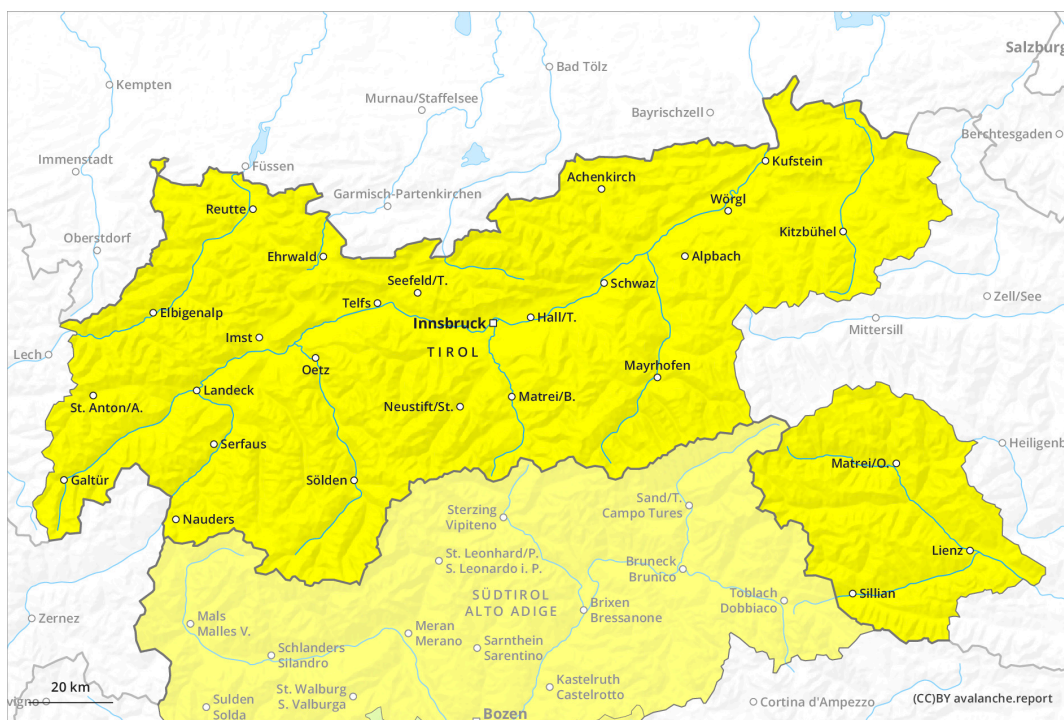 Salzburg
Kempten
Bad Tölz
Murnau/Staffelsee
Bayrischzell
Berchtesgaden
Immenstadt
Füssen
Kufstein
Achenkirch
Garmisch-Partenkirchen
Wörgl
Reutte
Oberstdorf
Kitzbühel
Ehrwald
Alpbach
Seefeld/T.
Schwaz
Zell/See
Telfs
Elbigenalp
Hall/T.
Innsbruck
Mittersill
Imst
Lech
TIROL
Oetz
Mayrhofen
Landeck
Matrei/B.
St. Anton/A.
Neustift/St.
Serfaus
Heiligenb
Matrei/O.
Galtür
Sölden
Sand/T.
Campo Tures
Sterzing
Vipiteno
Nauders
Lienz
St. Leonhard/P.
S. Leonardo i. P.
Bruneck
Brunico
SÜDTIROL
ALTO ADIGE
Sillian
Toblach
Dobbiaco
Brixen
Bressanone
Zernez
Mals
Malles V.
Meran
Merano
Sarnthein
Sarentino
Schlanders
Silandro
Kastelruth
Castelrotto
20 km
St. Walburg
S. Valburga
vigno
Sulden
Solda
Cortina d'Ampezzo
(CC)BY avalanche.report
Bozen